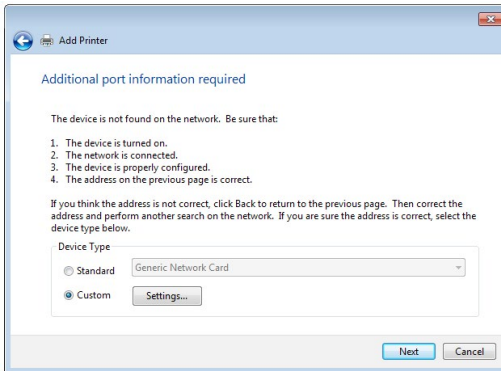 Add Printer
Additional port information required
The device is not found on the network. Be sure that:
1. The device is turned on.
2. The network is connected.
3. The device is properly configured.
4. The address on the previous page is correct.
If you think the address is not correct, click Back to return to the previous page. Then correct the
address and perform another search on the network. If you are sure the address is correct, select the
device type below.
Device Type
Standard Generic Network Card
Custom Settings...
Next Cancel